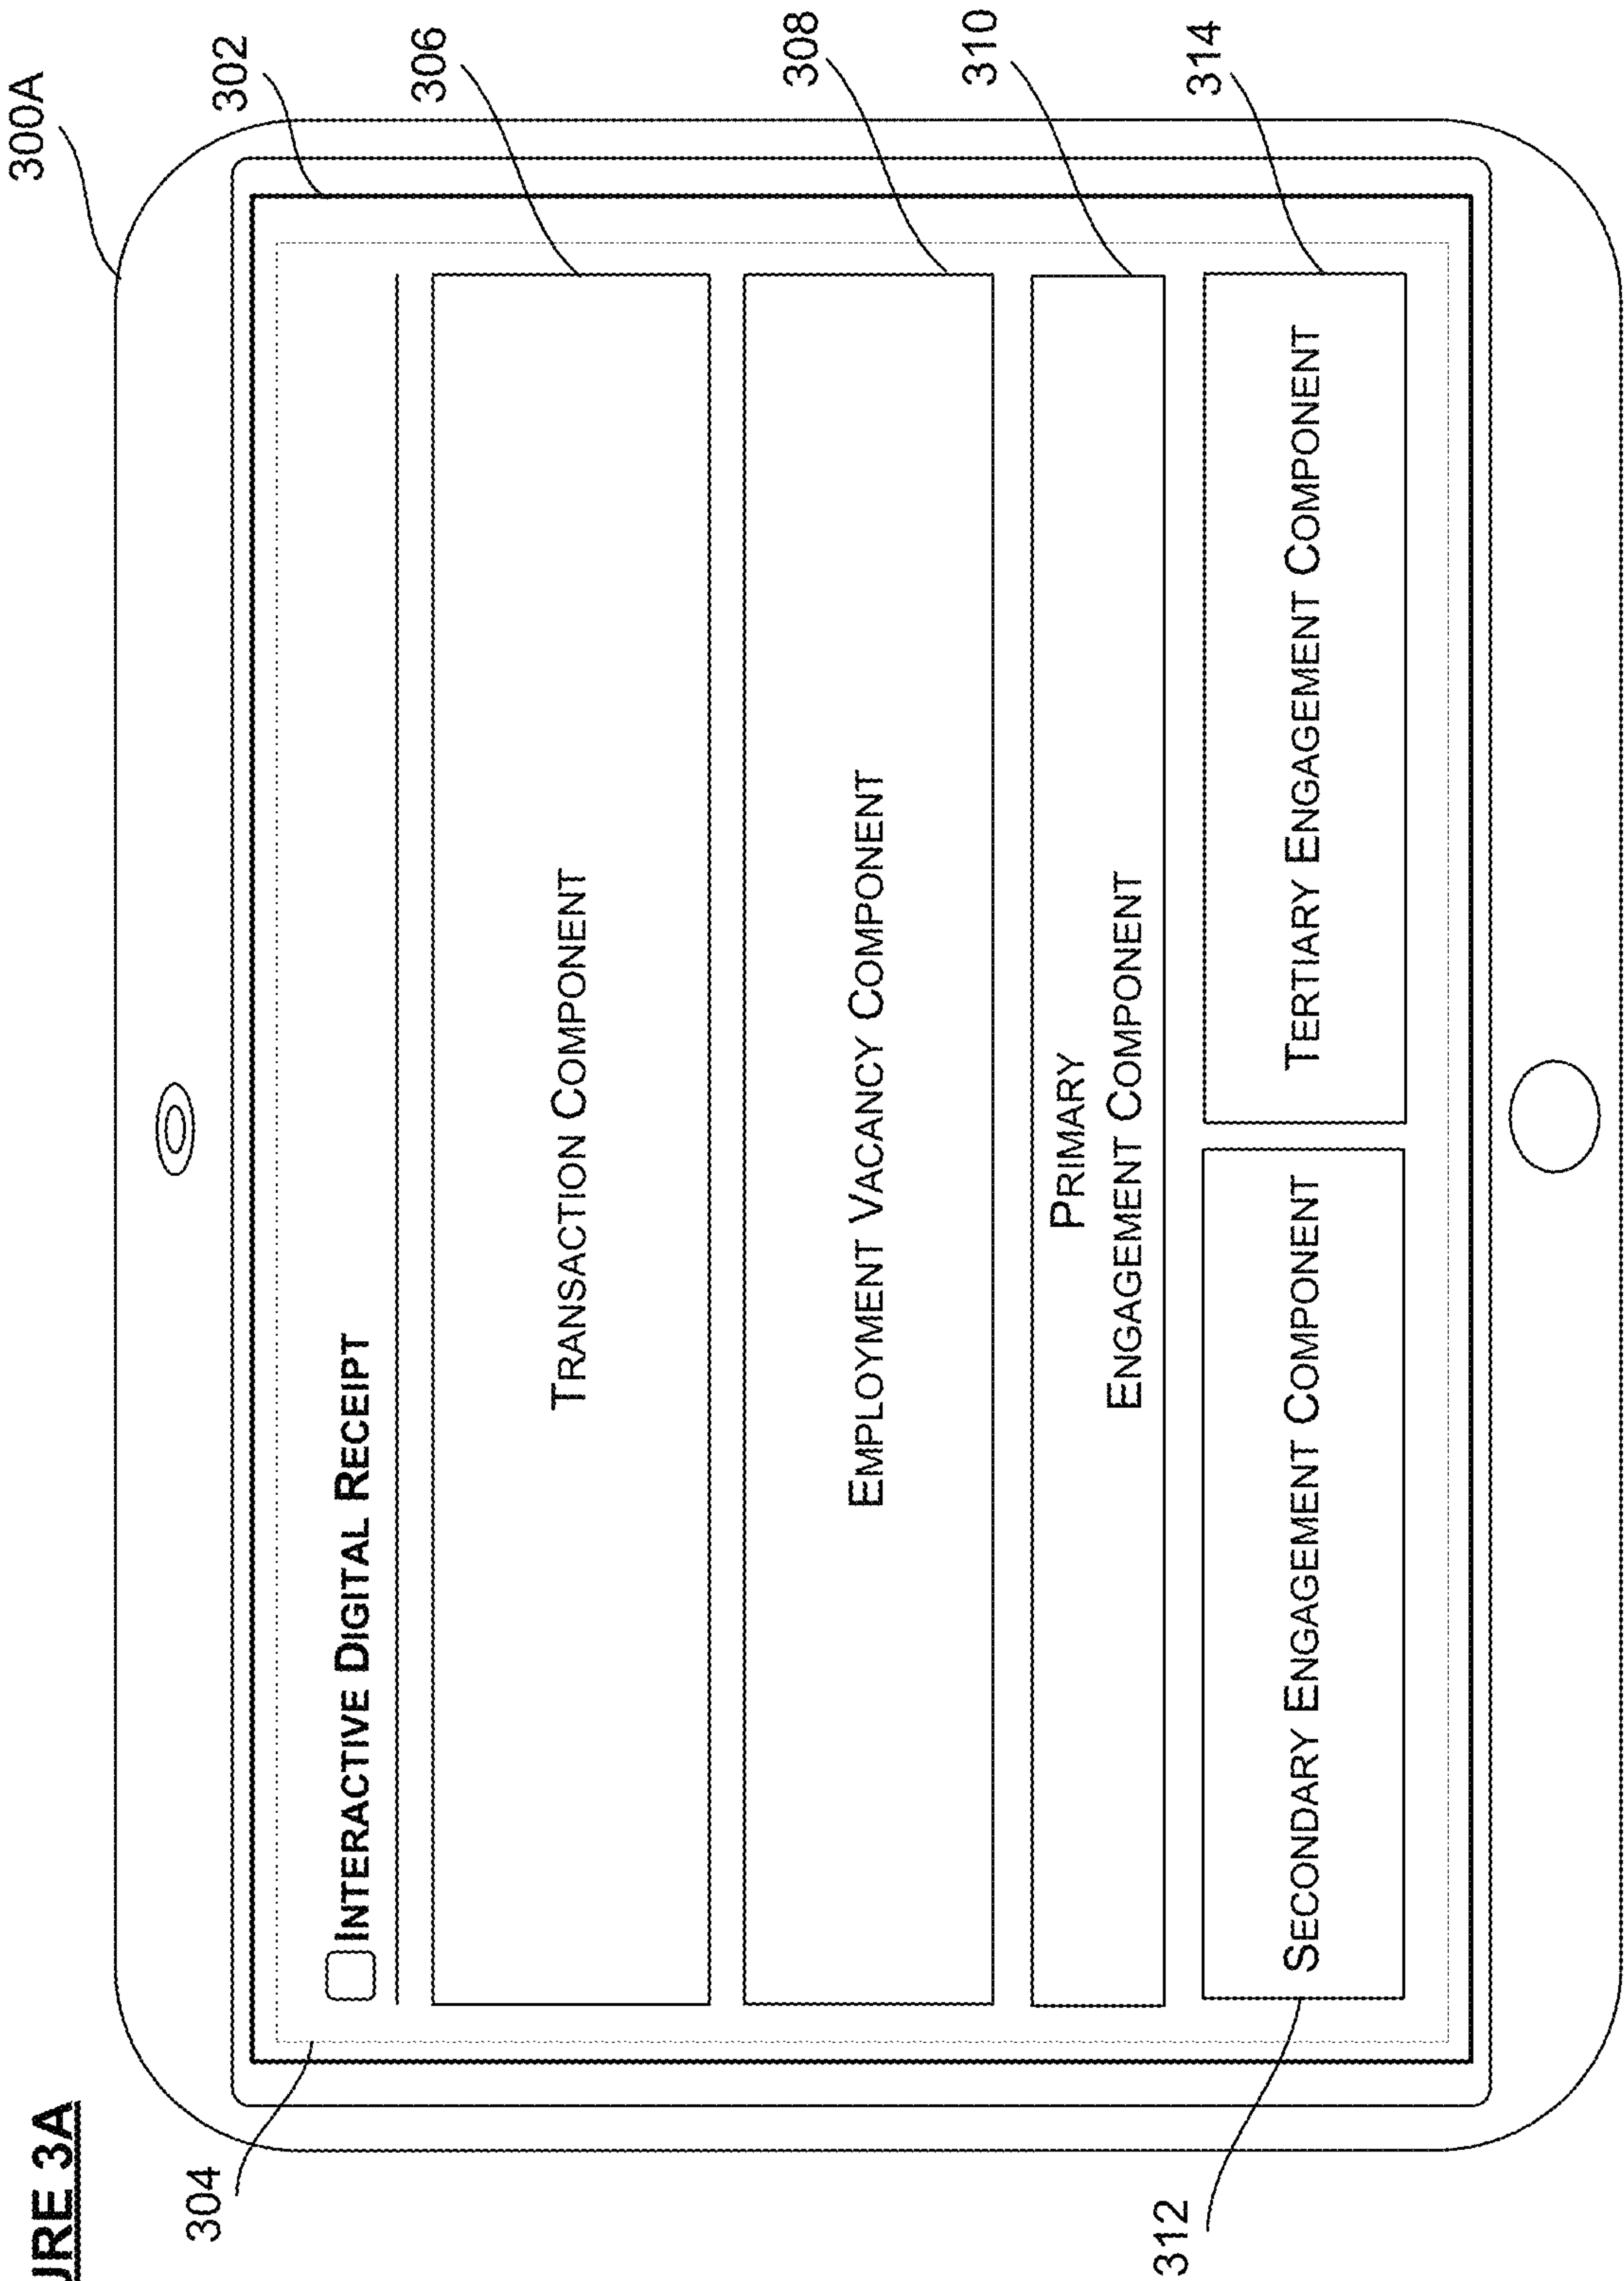 URE 3A
300A
302
304
INTERACTIVE DIGITAL RECEIPT
306
TRANSACTION COMPONENT
308
EMPLOYMENT VACANCY COMPONENT
310
PRIMARY
ENGAGEMENT COMPONENT
312
SECONDARY ENGAGEMENT COMPONENT
314
TERTIARY ENGAGEMENT COMPONENT